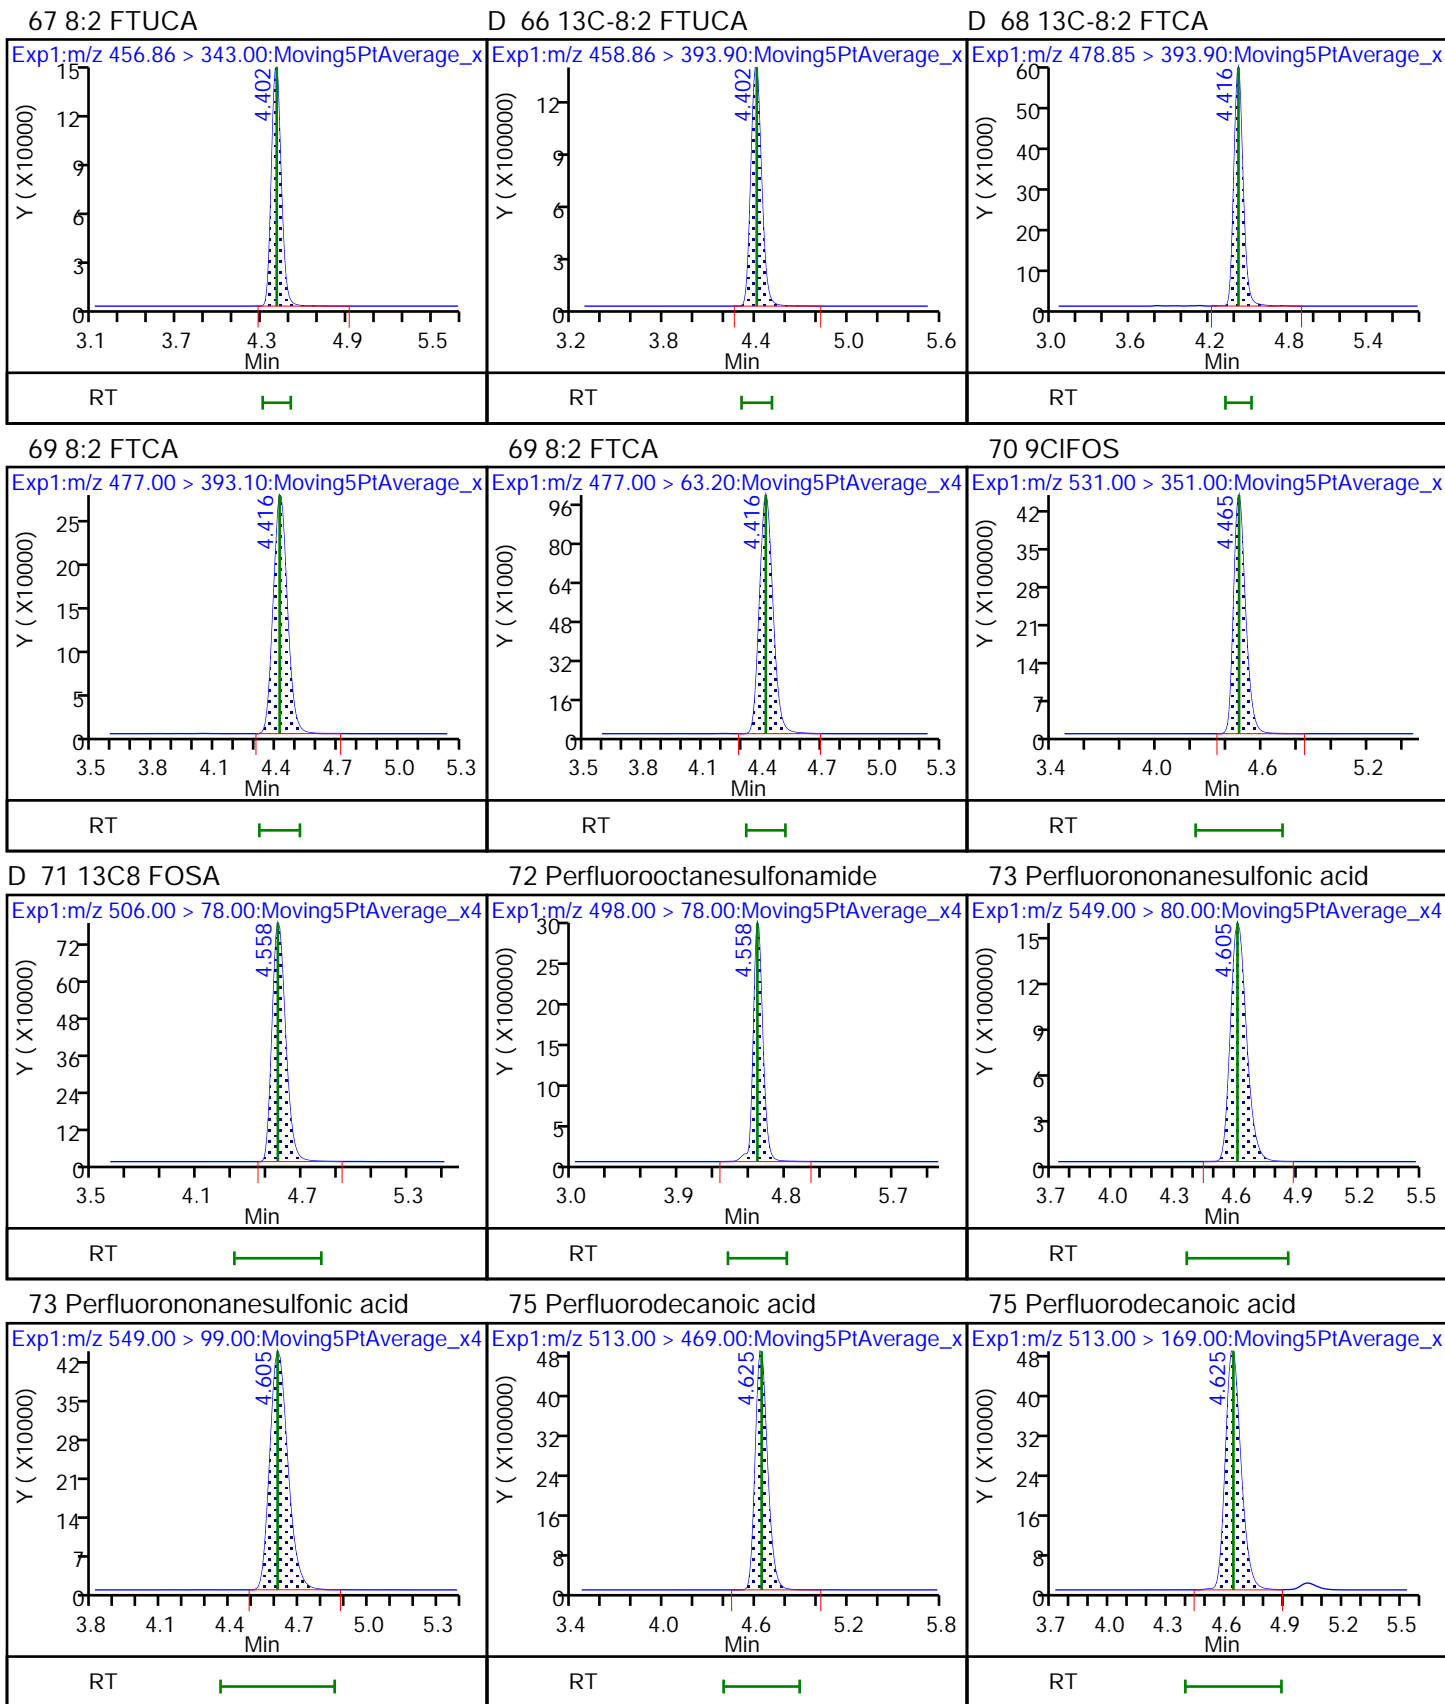 67 8:2 FTUCA
Exp1:m/z 456.86 > 343.00:Moving5PtAverage_x
15
12
9
6
3
0
Y ( X10000)
4.402
3.1 3.7 4.3 4.9 5.5
Min
RT
D 66 13C-8:2 FTUCA
Exp1:m/z 458.86 > 393.90:Moving5PtAverage_x
12
9
6
3
0
Y ( X100000)
4.402
3.2 3.8 4.4 5.0 5.6
Min
RT
D 68 13C-8:2 FTCA
Exp1:m/z 478.85 > 393.90:Moving5PtAverage_x
60
50
40
30
20
10
0
Y ( X1000)
4.416
3.0 3.6 4.2 4.8 5.4
Min
RT
69 8:2 FTCA
Exp1:m/z 477.00 > 393.10:Moving5PtAverage_x
25
20
15
10
5
0
Y ( X10000)
4.416
3.5 3.8 4.1 4.4 4.7 5.0 5.3
Min
RT
69 8:2 FTCA
Exp1:m/z 477.00 > 63.20:Moving5PtAverage_x4
96
80
64
48
32
16
0
Y ( X1000)
4.416
3.5 3.8 4.1 4.4 4.7 5.0 5.3
Min
RT
70 9ClFOS
Exp1:m/z 531.00 > 351.00:Moving5PtAverage_x
42
35
28
21
14
7
0
Y ( X100000)
4.465
3.4 4.0 4.6 5.2
Min
RT
D 71 13C8 FOSA
Exp1:m/z 506.00 > 78.00:Moving5PtAverage_x4
72
60
48
36
24
12
0
Y ( X100000)
4.558
3.5 4.1 4.7 5.3
Min
RT
72 Perfluorooctanesulfonamide
Exp1:m/z 498.00 > 78.00:Moving5PtAverage_x4
30
25
20
15
10
5
0
Y ( X100000)
4.558
3.0 3.9 4.8 5.7
Min
RT
73 Perfluorononanesulfonic acid
Exp1:m/z 549.00 > 80.00:Moving5PtAverage_x4
15
12
9
6
3
0
Y ( X100000)
4.605
3.7 4.0 4.3 4.6 4.9 5.2 5.5
Min
RT
73 Perfluorononanesulfonic acid
Exp1:m/z 549.00 > 99.00:Moving5PtAverage_x4
42
35
28
21
14
7
0
Y ( X10000)
4.605
3.8 4.1 4.4 4.7 5.0 5.3
Min
RT
75 Perfluorodecanoic acid
Exp1:m/z 513.00 > 469.00:Moving5PtAverage_x
48
40
32
24
16
8
0
Y ( X100000)
4.625
3.4 4.0 4.6 5.2 5.8
Min
RT
75 Perfluorodecanoic acid
Exp1:m/z 513.00 > 169.00:Moving5PtAverage_x
48
40
32
24
16
8
0
Y ( X10000)
4.625
3.7 4.0 4.3 4.6 4.9 5.2 5.5
Min
RT